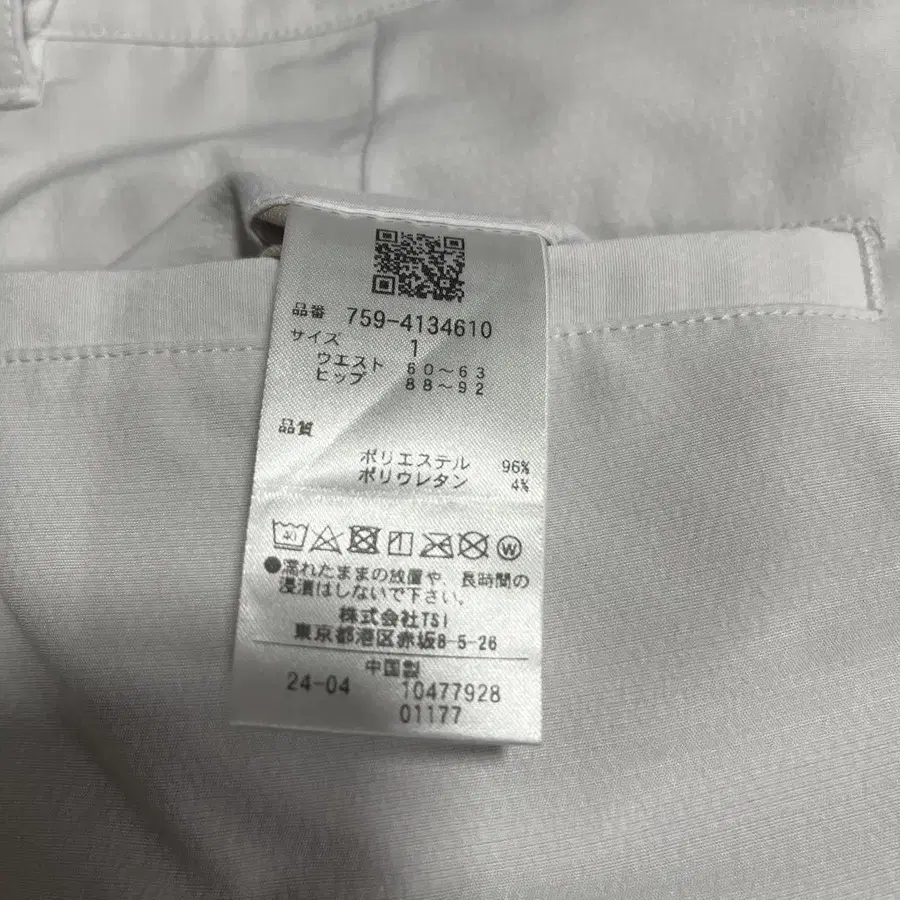 品番 759-4134610
サイズ 1
ウエスト 60～63
ヒップ 88～92
品質
ポリエステル 96%
ポリウレタン 4%
40
W
●濡れたままの放置や、長時間の
浸漬はしないで下さい。
株式会社TSI
東京都港区赤坂8-5-26
中国製
24-04 10477928
01177